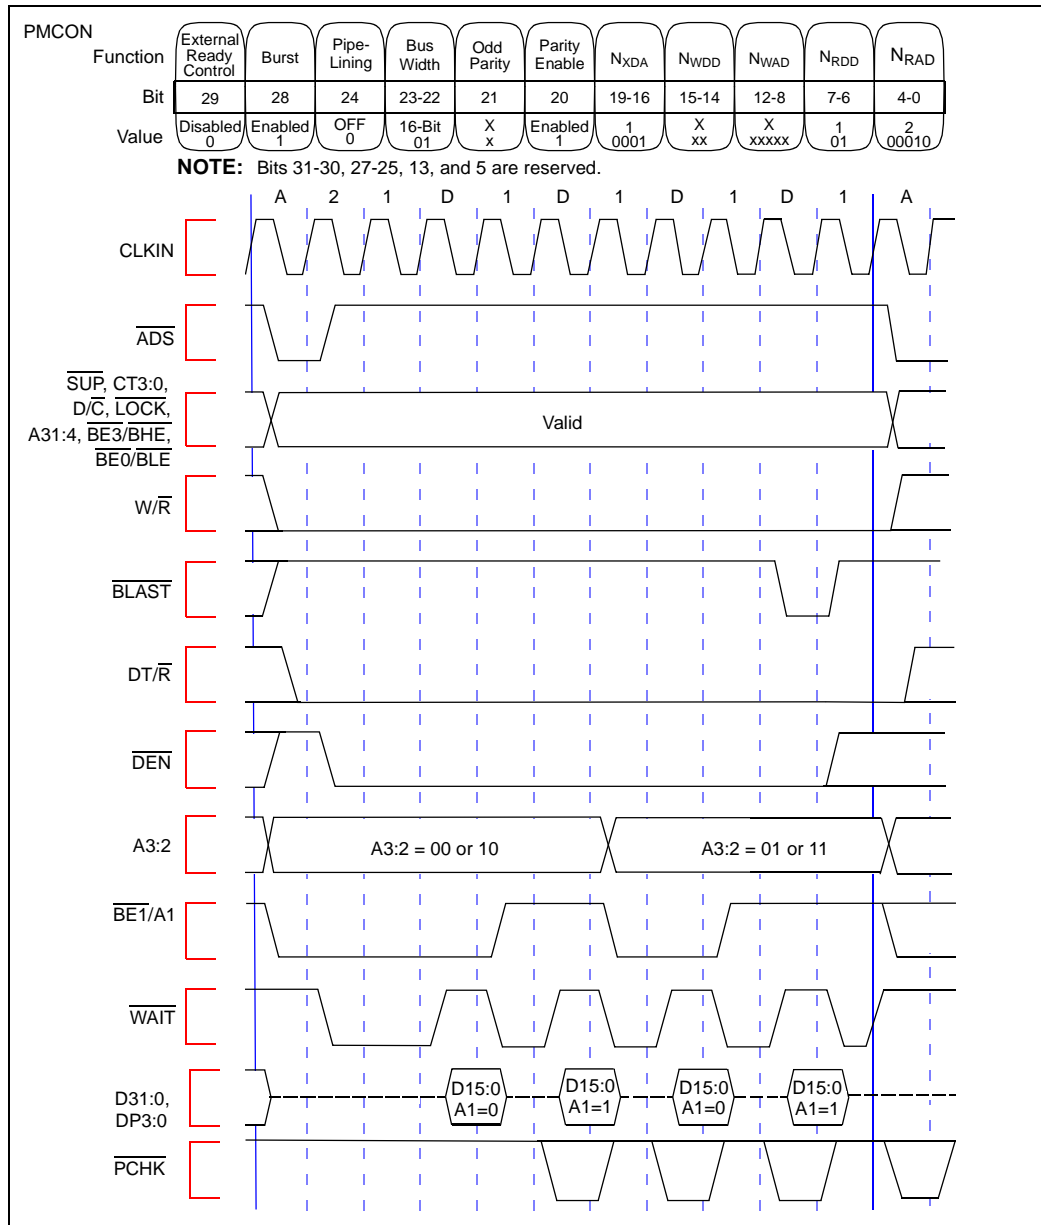 PMCON
Function External Ready Control Burst Pipe-Lining Bus Width Odd Parity Parity Enable NXDA NWDD NWAD NRDD NRAD
Bit 29 28 24 23-22 21 20 19-16 15-14 12-8 7-6 4-0
Value Disabled 0 Enabled 1 OFF 0 16-Bit 01 X x Enabled 1 1 0001 X xx X xxxxx 1 01 2 00010
NOTE: Bits 31-30, 27-25, 13, and 5 are reserved.
A 2 1 D 1 D 1 D 1 D 1 A
CLKIN
ADS
SUP, CT3:0,
D/C, LOCK,
A31:4, BE3/BHE,
BE0/BLE
Valid
W/R
BLAST
DT/R
DEN
A3:2
A3:2 = 00 or 10
A3:2 = 01 or 11
BE1/A1
WAIT
D31:0,
DP3:0
D15:0
A1=0
D15:0
A1=1
D15:0
A1=0
D15:0
A1=1
PCHK